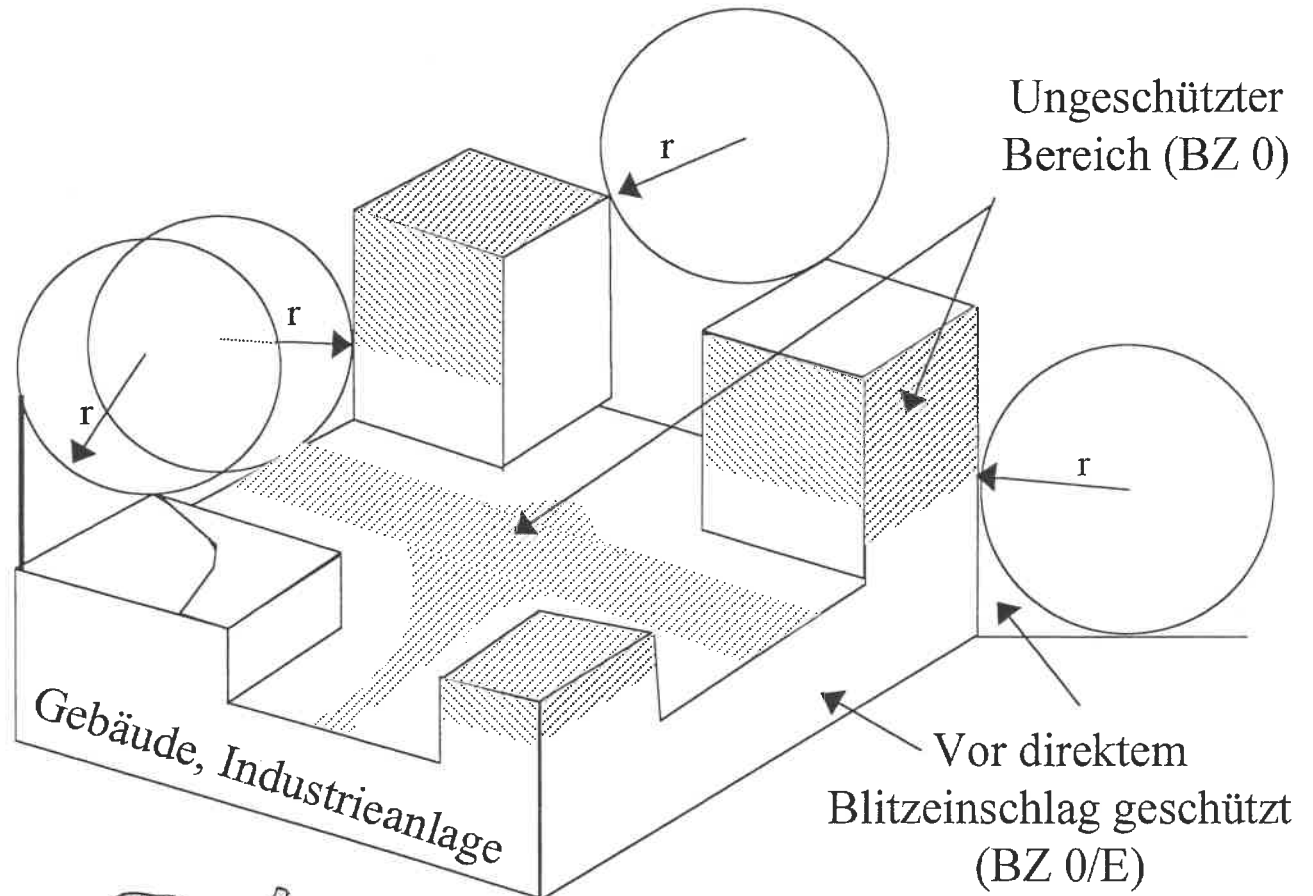 Ungeschützter
Bereich (BZ 0)
r
r
r
r
Gebäude, Industrieanlage
Vor direktem
Blitzeinschlag geschützt
(BZ 0/E)